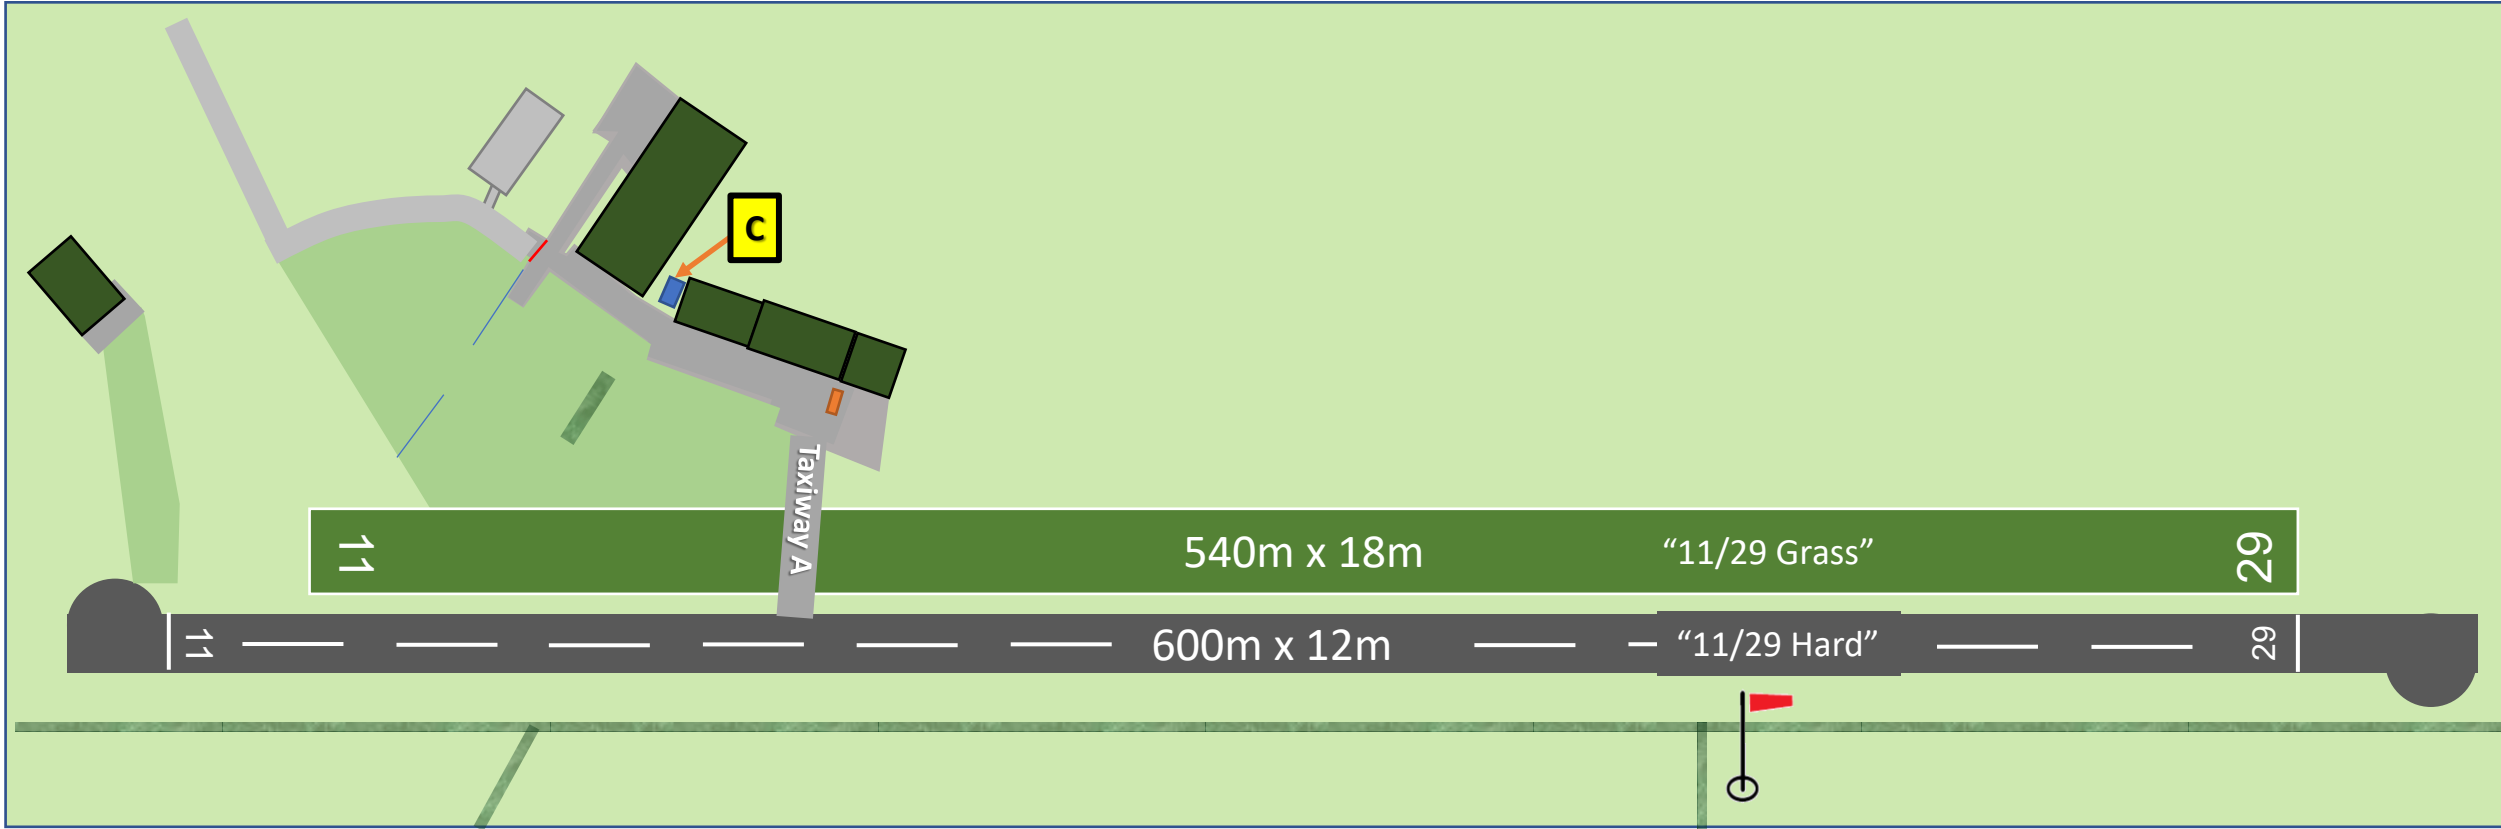 C
Taxiway A
11
540m x 18m
“11/29 Grass”
29
11
600m x 12m
“11/29 Hard”
29